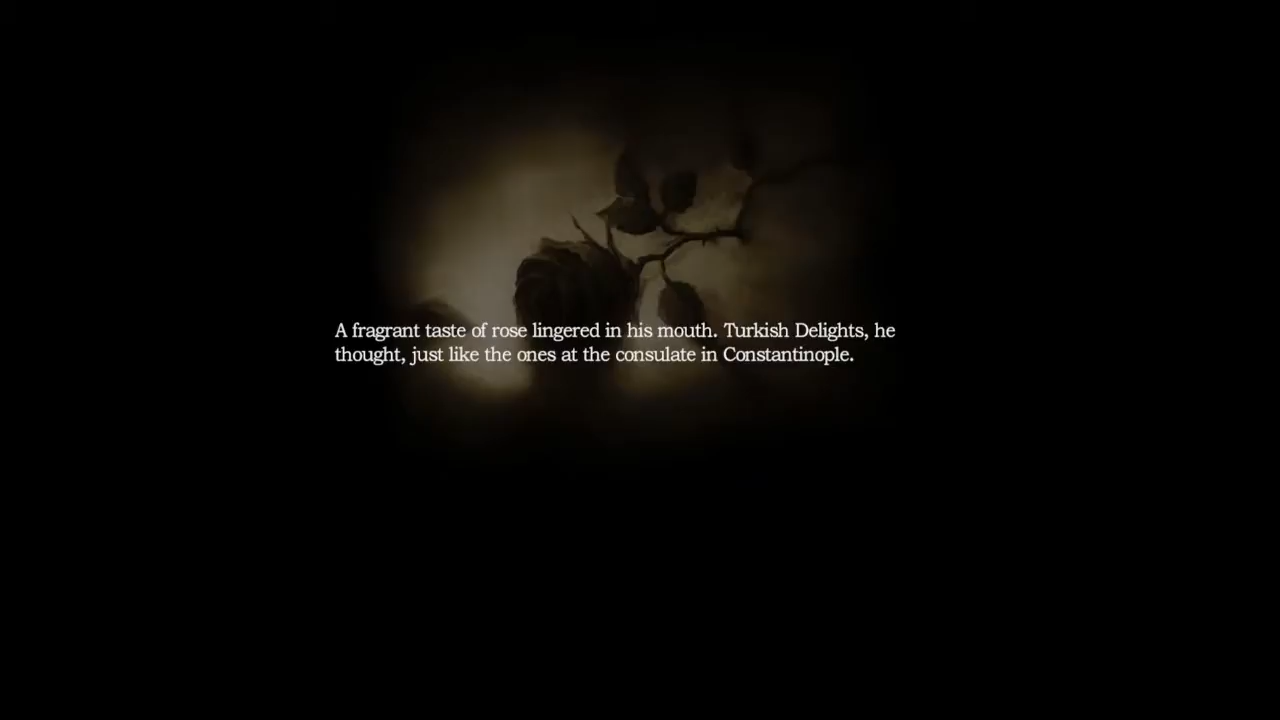 A fragrant taste of rose lingered in his mouth. Turkish Delights, he
thought, just like the ones at the consulate in Constantinople.